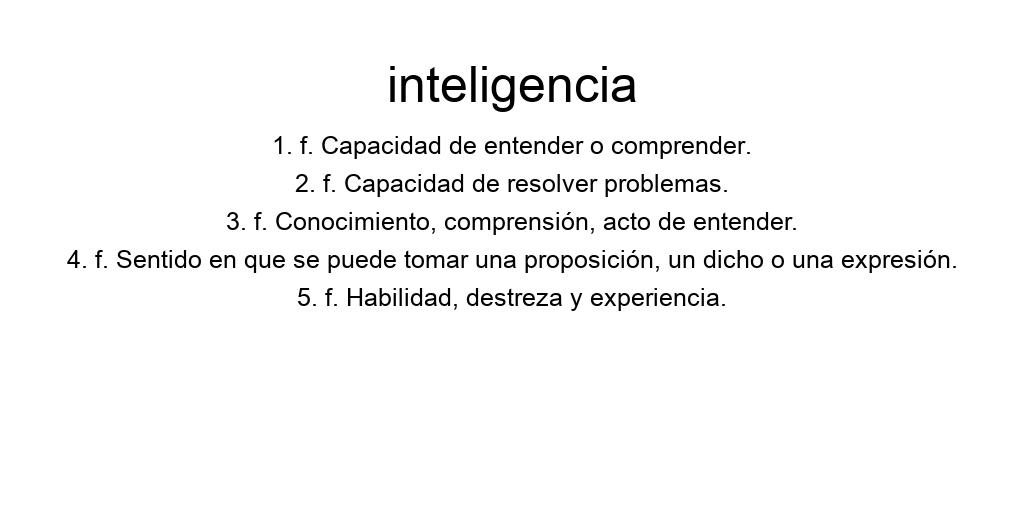 inteligencia
1. f. Capacidad de entender o comprender.
2. f. Capacidad de resolver problemas.
3. f. Conocimiento, comprensión, acto de entender.
4. f. Sentido en que se puede tomar una proposición, un dicho o una expresión.
5. f. Habilidad, destreza y experiencia.